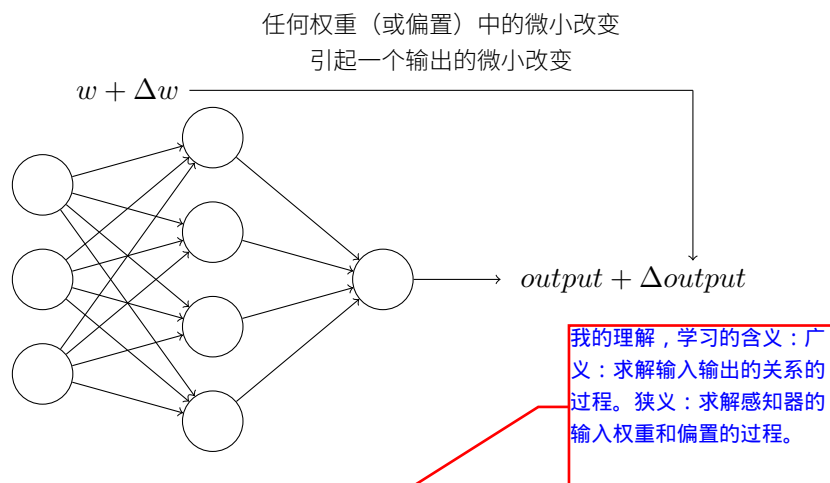 任何权重（或偏置）中的微小改变
引起一个输出的微小改变
w + Δw
output + Δoutput
我的理解，学习的含义：广
义：求解输入输出的关系的
过程。狭义：求解感知器的
输入权重和偏置的过程。